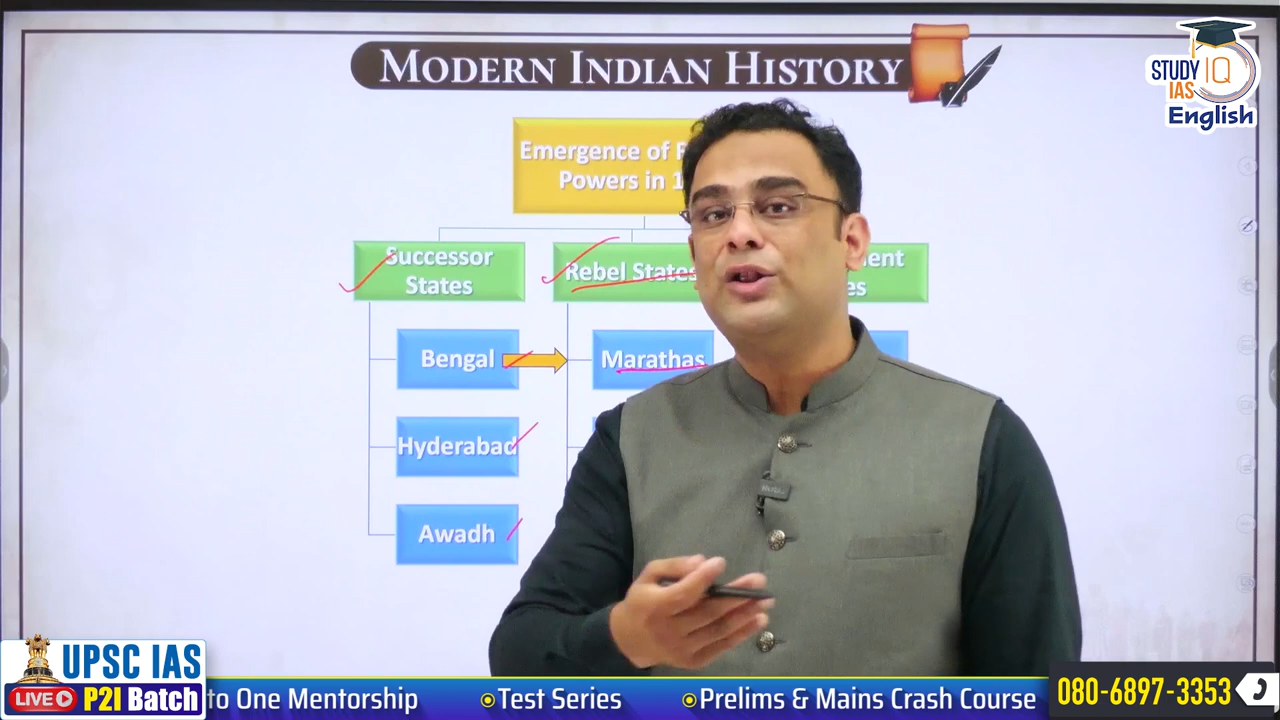 MODERN INDIAN HISTORY
STUDY IQ
IAS
English
Emergence of
Powers in
Successor
States
Rebel States
Bengal
Marathas
Hyderabad
Awadh
UPSC IAS
LIVE P2I Batch
to One Mentorship
Test Series
Prelims & Mains Crash Course
080-6897-3353